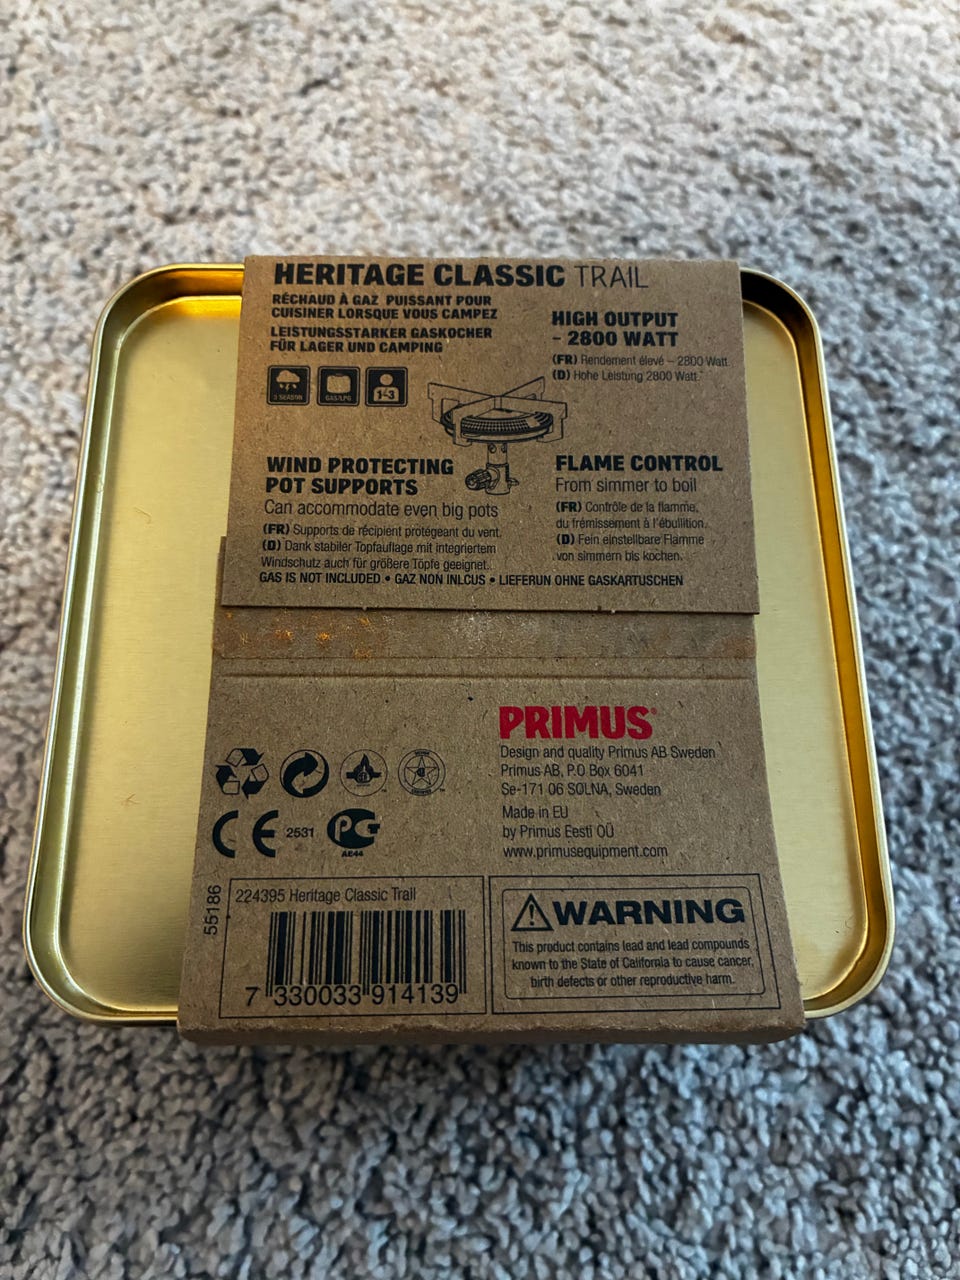 HERITAGE CLASSIC TRAIL
RÉCHAUD À GAZ PUISSANT POUR
CUISINER LORSQUE VOUS CAMPEZ
LEISTUNGSSTARKER GASKOCHER
FÜR LAGER UND CAMPING
3 SEASON
GAS/LPG
1-3
HIGH OUTPUT
- 2800 WATT
(FR) Rendement élevé – 2800 Watt.
(D) Hohe Leistung 2800 Watt.
WIND PROTECTING
POT SUPPORTS
Can accommodate even big pots
(FR) Supports de récipient protégeant du vent.
(D) Dank stabiler Topfauflage mit integriertem
Windschutz auch für größere Töpfe geeignet.
FLAME CONTROL
From simmer to boil
(FR) Contrôle de la flamme,
du frémissement à l'ébullition.
(D) Fein einstellbare Flamme
von simmern bis kochen.
GAS IS NOT INCLUDED • GAZ NON INLCUS • LIEFERUN OHNE GASKARTUSCHEN
PRIMUS®
Design and quality Primus AB Sweden
Primus AB, P.O Box 6041
Se-171 06 SOLNA, Sweden
Made in EU
by Primus Eesti OÜ
www.primusequipment.com
CE 2531
PG
AE44
55186
224395 Heritage Classic Trail
7 330033 914139
WARNING
This product contains lead and lead compounds
known to the State of California to cause cancer,
birth defects or other reproductive harm.